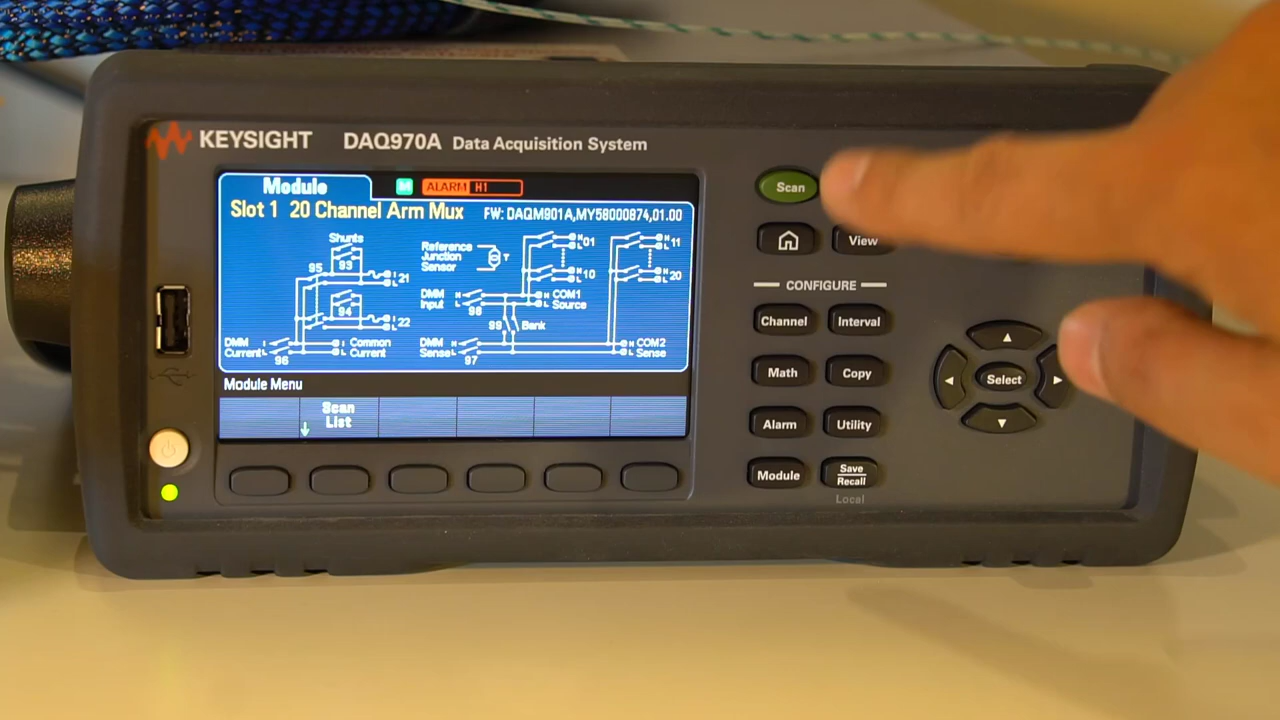 KEYSIGHT DAQ970A Data Acquisition System
Module M ALARM H1
Slot 1 20 Channel Arm Mux FW: DAQM901A,MY58000874,01.00
Shunts
93
95
I 21
L
94
I 22
L
DMM Current
I
L
96
I
L
Common Current
Reference Junction Sensor
T
H 01
L
H 10
L
H 11
L
H 20
L
DMM Input
H
L
98
H COM1
L Source
99 Bank
DMM Sense
H
L
97
H COM2
L Sense
Module Menu
Scan List
Scan
View
CONFIGURE
Channel Interval
Math Copy
Alarm Utility
Module Save Recall
Local
Select